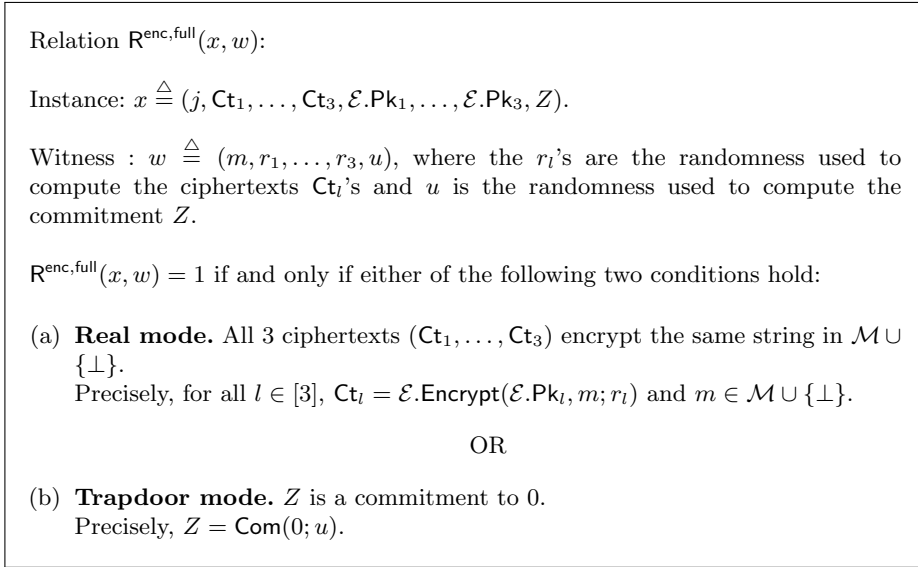 Relation R^{enc,full}(x, w):
Instance: x ≜ (j, Ct_1, …, Ct_3, ℰ.Pk_1, …, ℰ.Pk_3, Z).
Witness : w ≜ (m, r_1, …, r_3, u), where the r_l's are the randomness used to
compute the ciphertexts Ct_l's and u is the randomness used to compute the
commitment Z.
R^{enc,full}(x, w) = 1 if and only if either of the following two conditions hold:
(a) Real mode. All 3 ciphertexts (Ct_1, …, Ct_3) encrypt the same string in ℳ ∪
{⊥}.
Precisely, for all l ∈ [3], Ct_l = ℰ.Encrypt(ℰ.Pk_l, m; r_l) and m ∈ ℳ ∪ {⊥}.
OR
(b) Trapdoor mode. Z is a commitment to 0.
Precisely, Z = Com(0; u).